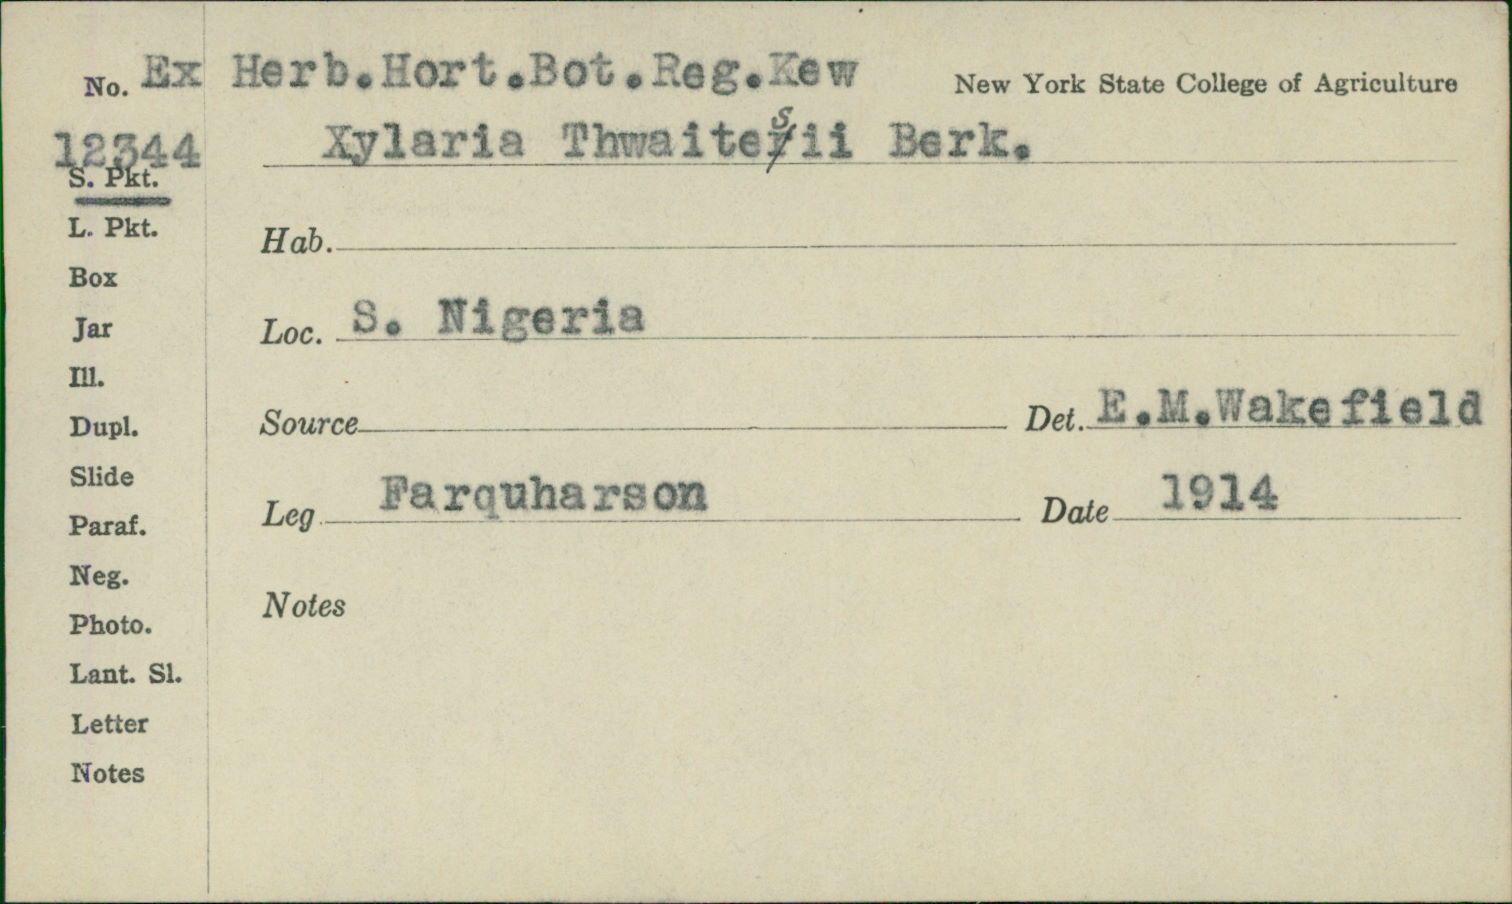 No. Ex Herb.Hort.Bot.Reg.Kew New York State College of Agriculture
12344 Xylaria Thwaitesii Berk.
S. Pkt.
L. Pkt.
Hab.
Box
Jar
Loc. S. Nigeria
Ill.
Dupl.
Source Det. E.M.Wakefield
Slide
Paraf.
Leg Farquharson Date 1914
Neg.
Photo.
Notes
Lant. Sl.
Letter
Notes